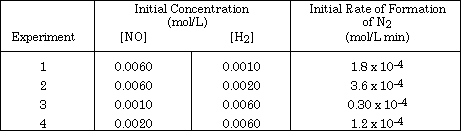 Initial Concentration Initial Rate of Formation
(mol/L) of N2
Experiment [NO] [H2] (mol/L min)
1 0.0060 0.0010 1.8 x 10-4
2 0.0060 0.0020 3.6 x 10-4
3 0.0010 0.0060 0.30 x 10-4
4 0.0020 0.0060 1.2 x 10-4